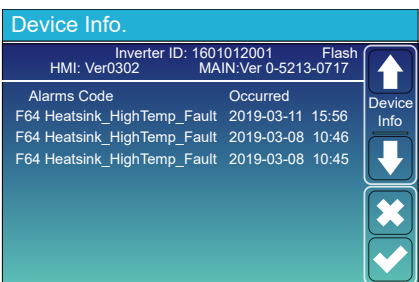 Device Info.
Inverter ID: 1601012001 Flash
HMI: Ver0302 MAIN:Ver 0-5213-0717
Alarms Code Occurred
F64 Heatsink_HighTemp_Fault 2019-03-11 15:56
F64 Heatsink_HighTemp_Fault 2019-03-08 10:46
F64 Heatsink_HighTemp_Fault 2019-03-08 10:45
Device
Info